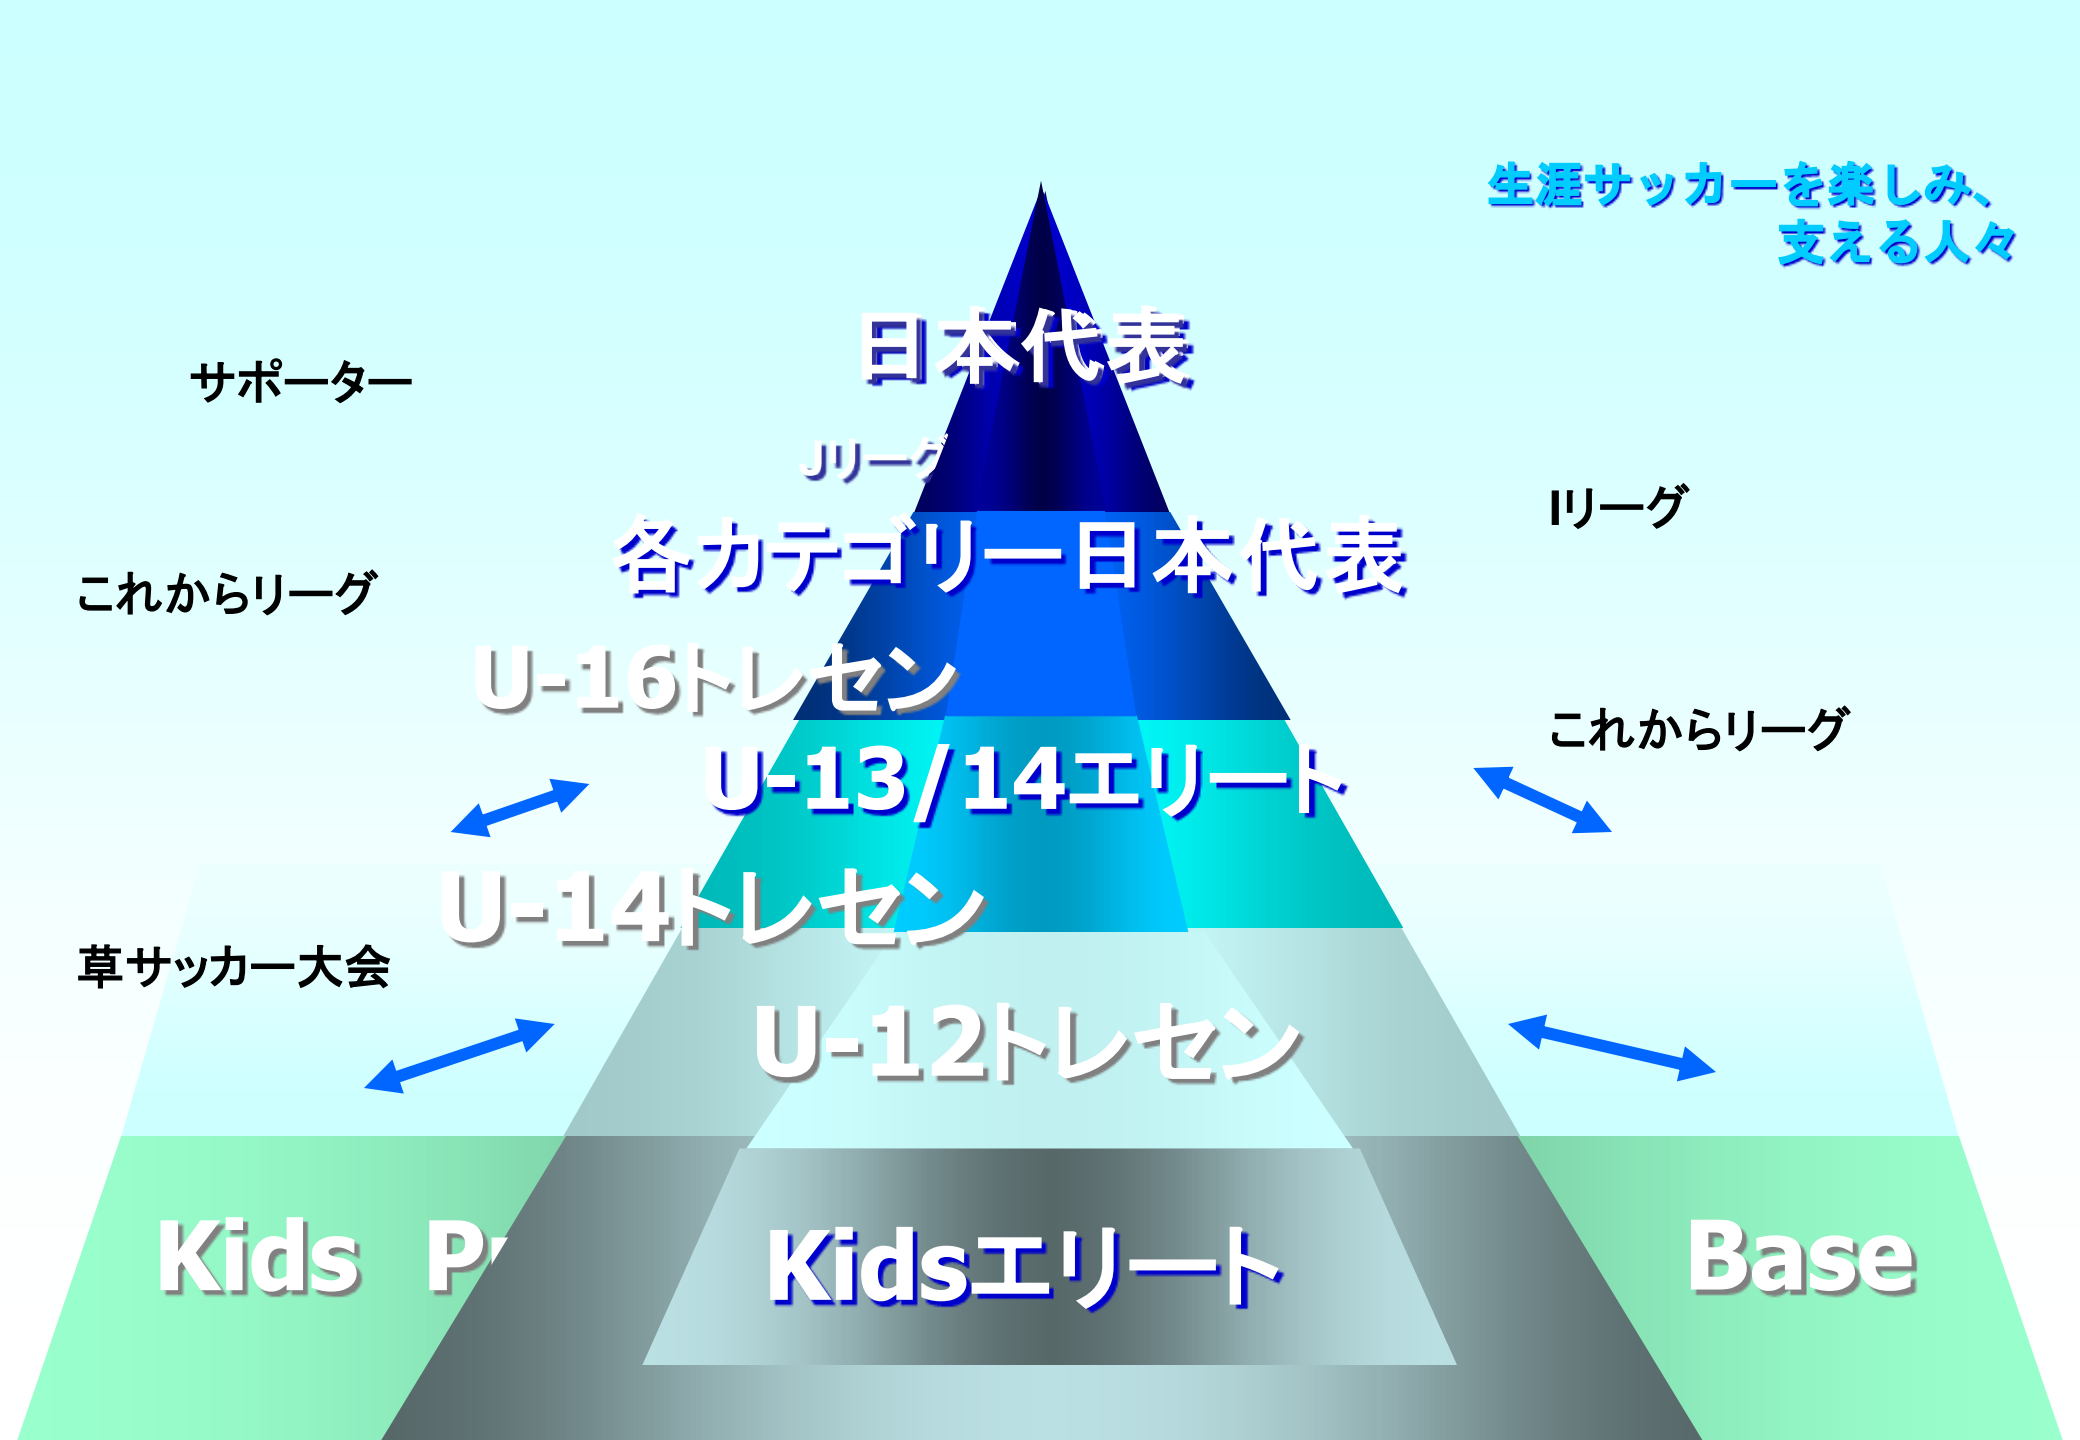 生涯サッカーを楽しみ、
支える人々
日本代表
サポーター
Jリーグ
Iリーグ
各カテゴリー日本代表
これからリーグ
U-16トレセン
これからリーグ
U-13/14エリート
U-14トレセン
草サッカー大会
U-12トレセン
Kids
Kidsエリート
Base